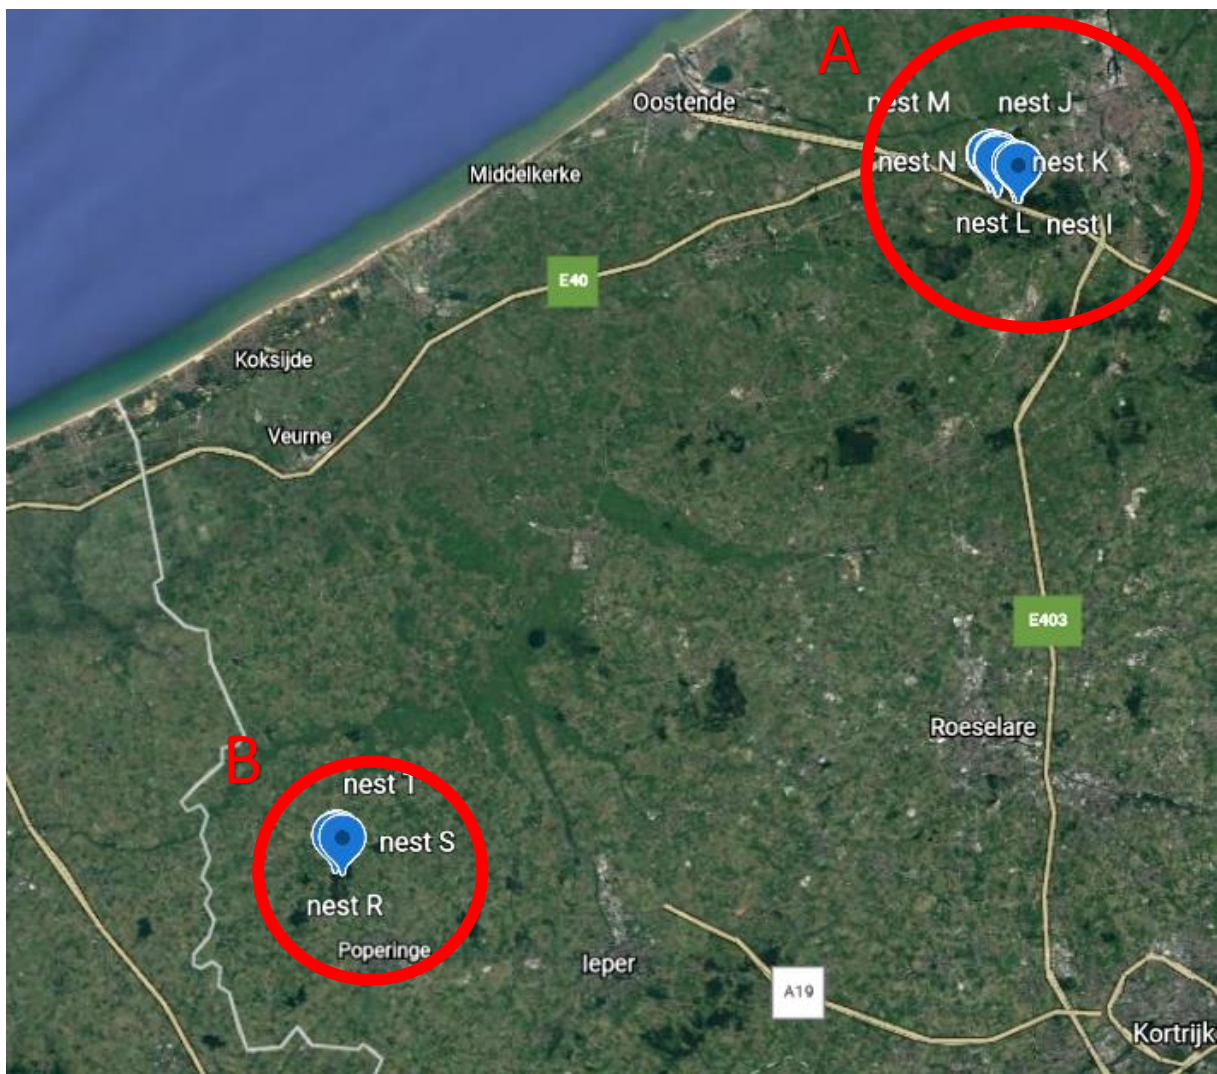 A
Oostende
nest M
nest J
Middelkerke
nest N
nest K
nest L
nest I
E40
Koksijde
Veurne
E403
Roeselare
B
nest T
nest S
nest R
Poperinge
Ieper
A19
Kortrijk